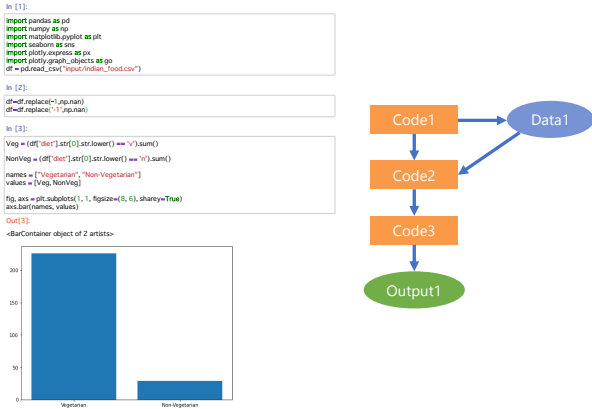 In [1]:
import pandas as pd
import numpy as np
import matplotlib.pyplot as plt
import seaborn as sns
import plotly.express as px
import plotly.graph_objects as go
df = pd.read_csv("input/indian_food.csv")
In [2]:
df=df.replace(-1,np.nan)
df=df.replace('-1',np.nan)
In [3]:
Veg = (df['diet'].str[0].str.lower() == 'v').sum()
NonVeg = (df['diet'].str[0].str.lower() == 'n').sum()
names = ["Vegetarian", "Non-Vegetarian"]
values = [Veg, NonVeg]
fig, axs = plt.subplots(1, 1, figsize=(8, 6), sharey=True)
axs.bar(names, values)
Out[3]:
<BarContainer object of 2 artists>
200
150
100
50
0
Vegetarian
Non-Vegetarian
Code1
Data1
Code2
Code3
Output1